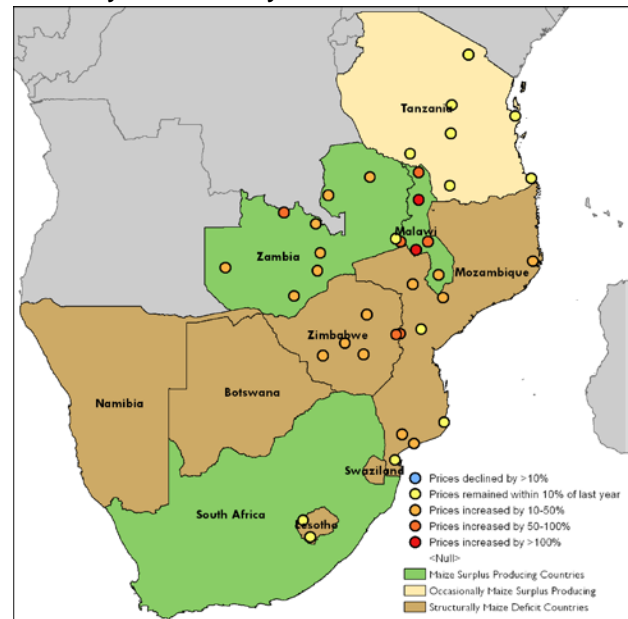 Tanzania
Malawi
Zambia
Mozambique
Zimbabwe
Namibia
Botswana
Swaziland
South Africa
Lesotho
Prices declined by >10%
Prices remained within 10% of last year
Prices increased by 10-50%
Prices increased by 50-100%
Prices increased by >100%
<Null>
Maize Surplus Producing Countries
Occasionally Maize Surplus Producing
Structurally Maize Deficit Countries